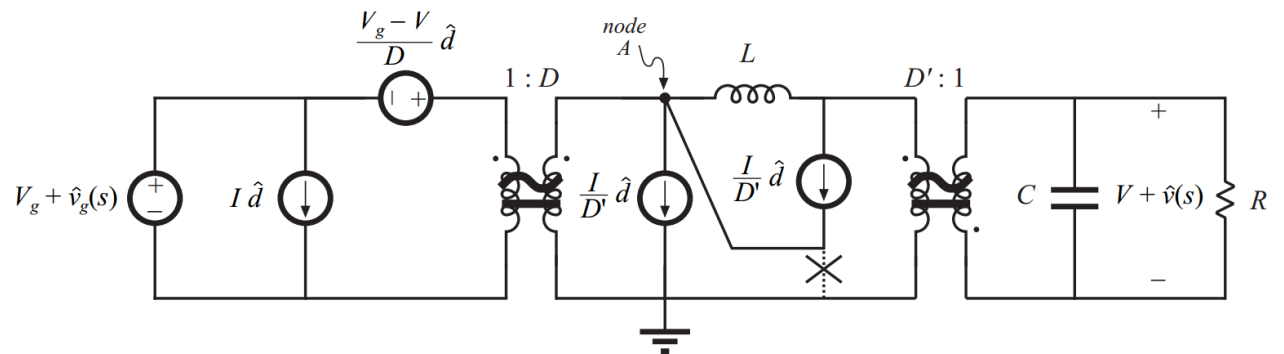 (V_g − V)/D d̂
node
A
L
1 : D
D′ : 1
− +
V_g + v̂_g(s)
+
−
I d̂
I/D' d̂
I/D' d̂
C
+
V + v̂(s)
−
R